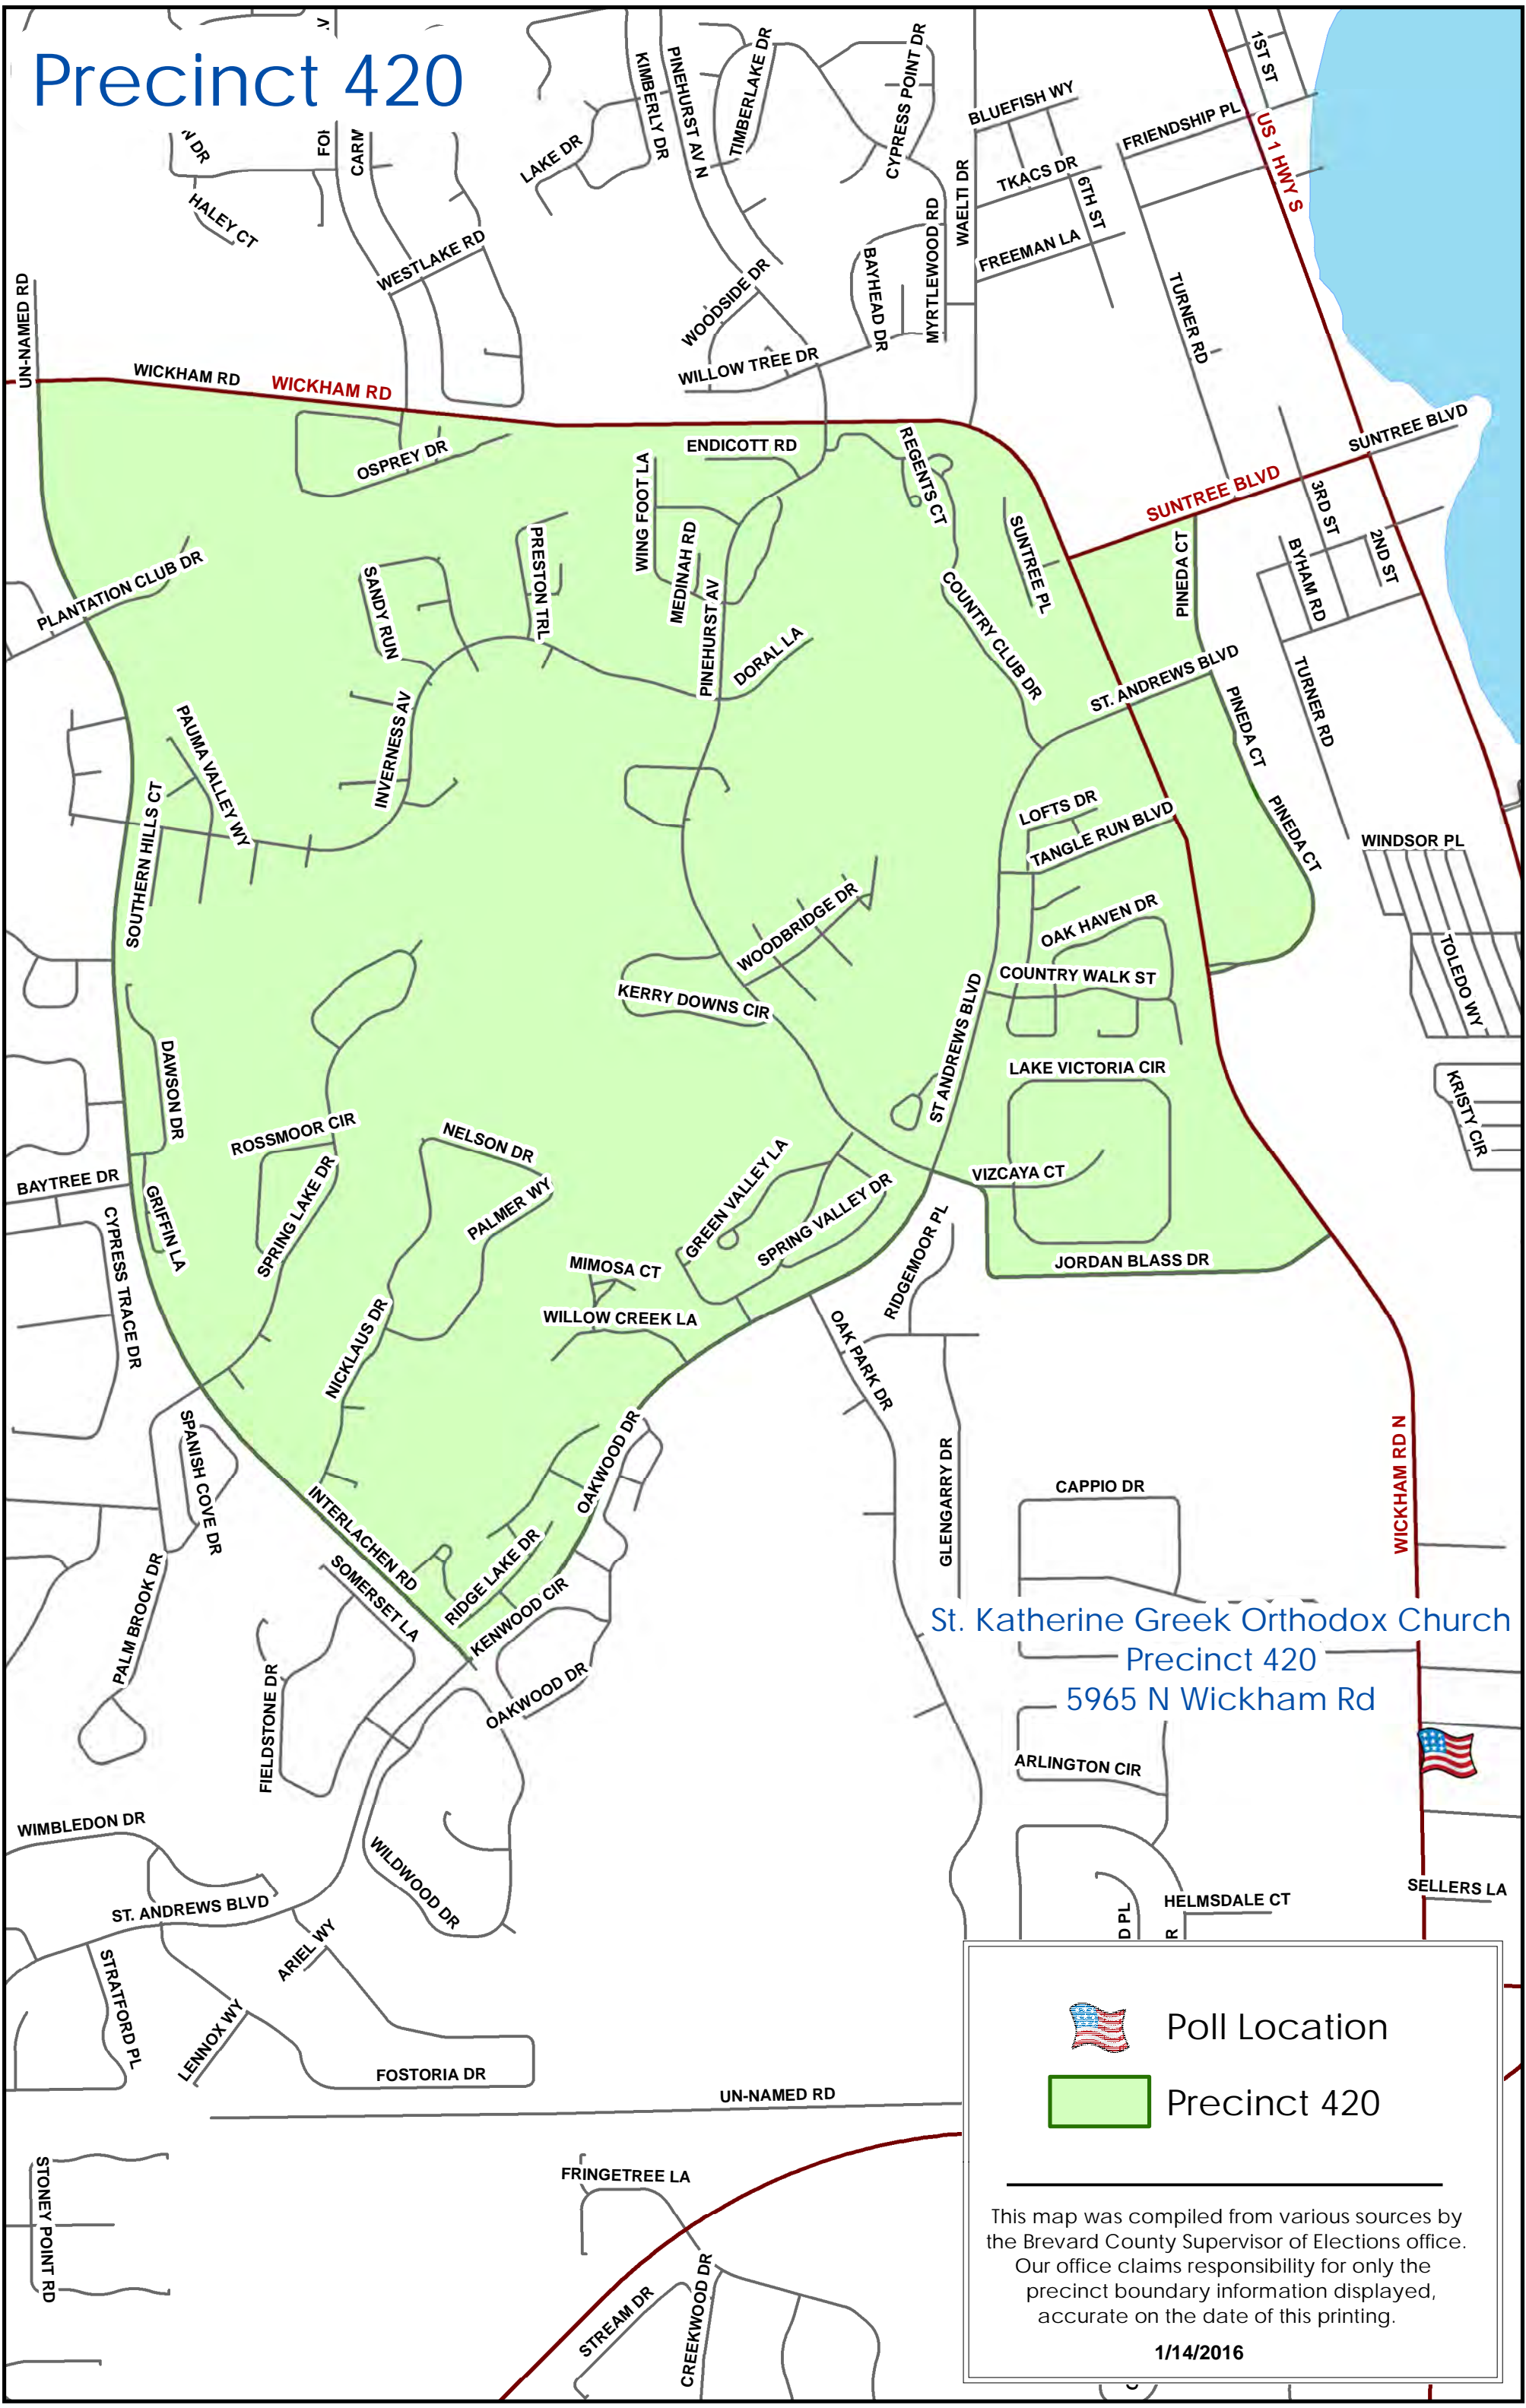 Precinct 420
KIMBERLY DR
PINEHURST AV N
TIMBERLAKE DR
CYPRESS POINT DR
1ST ST
BLUEFISH WY
FRIENDSHIP PL
US 1 HWY S
LAKE DR
TKACS DR
6TH ST
WAELTI DR
HALEY CT
WESTLAKE RD
MYRTLEWOOD RD
FREEMAN LA
BAYHEAD DR
WOODSIDE DR
TURNER RD
UN-NAMED RD
WILLOW TREE DR
WICKHAM RD
WICKHAM RD
SUNTREE BLVD
OSPREY DR
ENDICOTT RD
REGENTS CT
SUNTREE BLVD
WING FOOT LA
3RD ST
2ND ST
SUNTREE PL
PINEDA CT
BYHAM RD
PRESTON TRL
MEDINAH RD
PLANTATION CLUB DR
SANDY RUN
COUNTRY CLUB DR
PINEHURST AV
DORAL LA
ST. ANDREWS BLVD
TURNER RD
PINEDA CT
PAUMA VALLEY WY
INVERNESS AV
SOUTHERN HILLS CT
LOFTS DR
TANGLE RUN BLVD
PINEDA CT
WINDSOR PL
WOODBRIDGE DR
OAK HAVEN DR
COUNTRY WALK ST
TOLEDO WY
KERRY DOWNS CIR
ST ANDREWS BLVD
DAWSON DR
LAKE VICTORIA CIR
KRISTY CIR
ROSSMOOR CIR
NELSON DR
GREEN VALLEY LA
VIZCAYA CT
BAYTREE DR
GRIFFIN LA
SPRING LAKE DR
PALMER WY
SPRING VALLEY DR
RIDGEMOOR PL
CYPRESS TRACE DR
MIMOSA CT
JORDAN BLASS DR
WILLOW CREEK LA
NICKLAUS DR
OAK PARK DR
SPANISH COVE DR
OAKWOOD DR
GLENGARRY DR
WICKHAM RD N
CAPPIO DR
INTERLACHEN RD
SOMERSET LA
RIDGE LAKE DR
KENWOOD CIR
PALM BROOK DR
St. Katherine Greek Orthodox Church
Precinct 420
5965 N Wickham Rd
FIELDSTONE DR
OAKWOOD DR
ARLINGTON CIR
WIMBLEDON DR
WILDWOOD DR
HELMSDALE CT
SELLERS LA
ST. ANDREWS BLVD
ARIEL WY
STRATFORD PL
LENNOX WY
FOSTORIA DR
UN-NAMED RD
STONEY POINT RD
FRINGETREE LA
STREAM DR
CREEKWOOD DR
Poll Location
Precinct 420
This map was compiled from various sources by
the Brevard County Supervisor of Elections office.
Our office claims responsibility for only the
precinct boundary information displayed,
accurate on the date of this printing.
1/14/2016